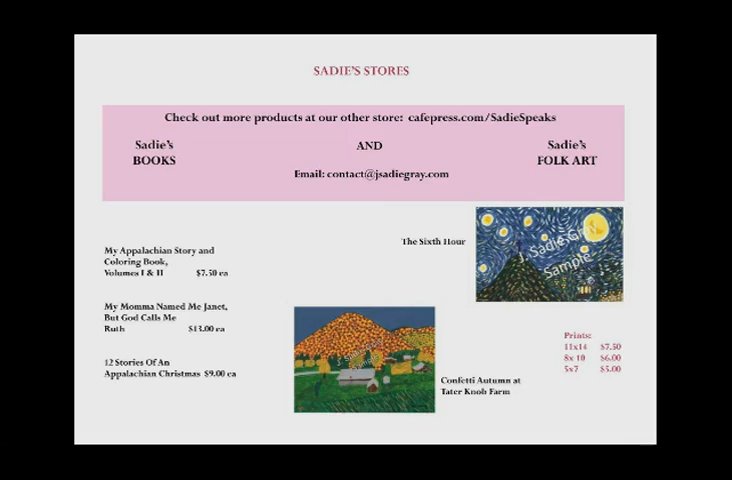 SADIE'S STORES
Check out more products at our other store: cafepress.com/SadieSpeaks
Sadie's
BOOKS
AND
Sadie's
FOLK ART
Email: contact@jsadiegray.com
The Sixth Hour
J. Sadie Gray
Sample
My Appalachian Story and
Coloring Book,
Volumes I & II $7.50 ea
My Momma Named Me Janet,
But God Calls Me
Ruth $13.00 ea
12 Stories Of An
Appalachian Christmas $9.00 ea
Confetti Autumn at
Tater Knob Farm
Prints:
11x14 $7.50
8x 10 $6.00
5x7 $5.00